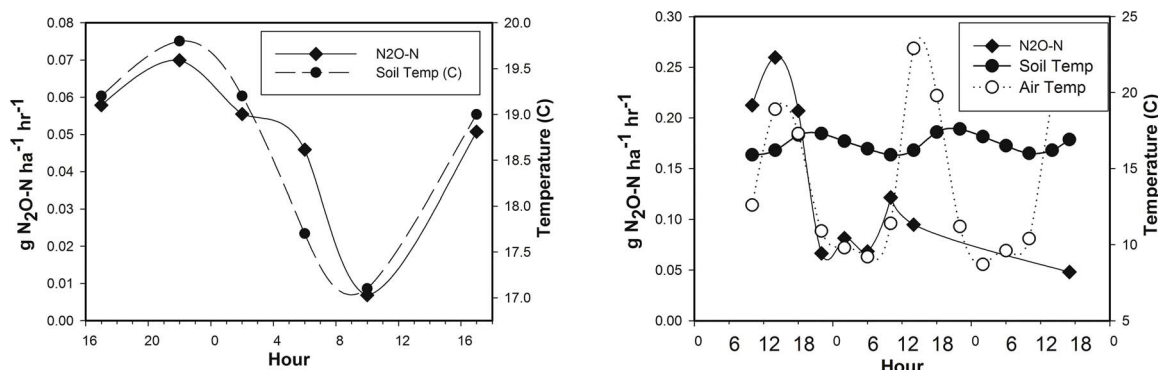 0.08
0.07
0.06
0.05
0.04
0.03
0.02
0.01
0.00
g N₂O-N ha⁻¹ hr⁻¹
N2O-N
Soil Temp (C)
20.0
19.5
19.0
18.5
18.0
17.5
17.0
Temperature (C)
16 20 0 4 8 12 16
Hour
0.30
0.25
0.20
0.15
0.10
0.05
0.00
g N₂O-N ha⁻¹ hr⁻¹
N2O-N
Soil Temp
Air Temp
25
20
15
10
5
Temperature (C)
0 6 12 18 0 6 12 18 0 6 12 18 0
Hour